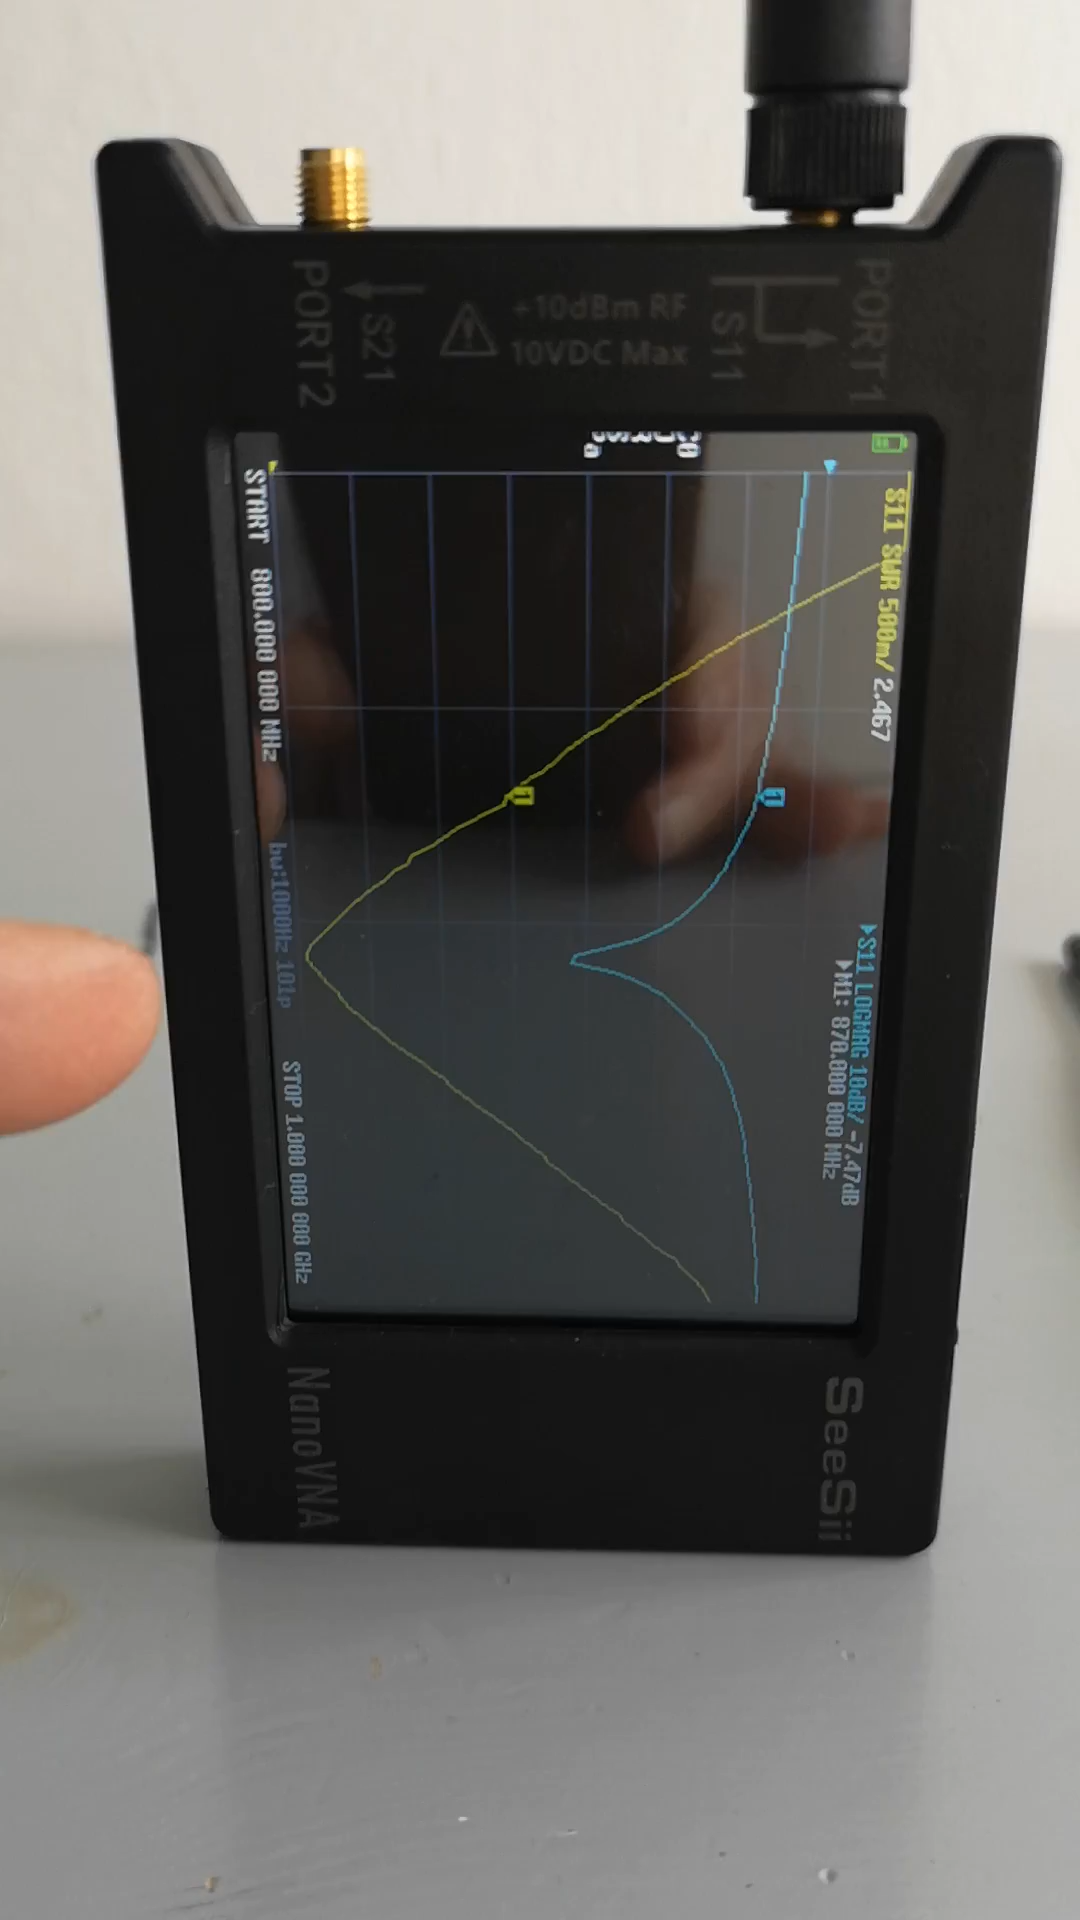 PORT1
S11
+10dBm RF
10VDC Max
S21
PORT2
S11 SWR 500m/ 2.467
S11 LOGMAG 10dB/ -7.47dB
M1: 870.000 000 MHz
1
1
START 800.000 000 MHz
bw:1000Hz 101p
STOP 1.000 000 000 GHz
SeeSii
NanoVNA